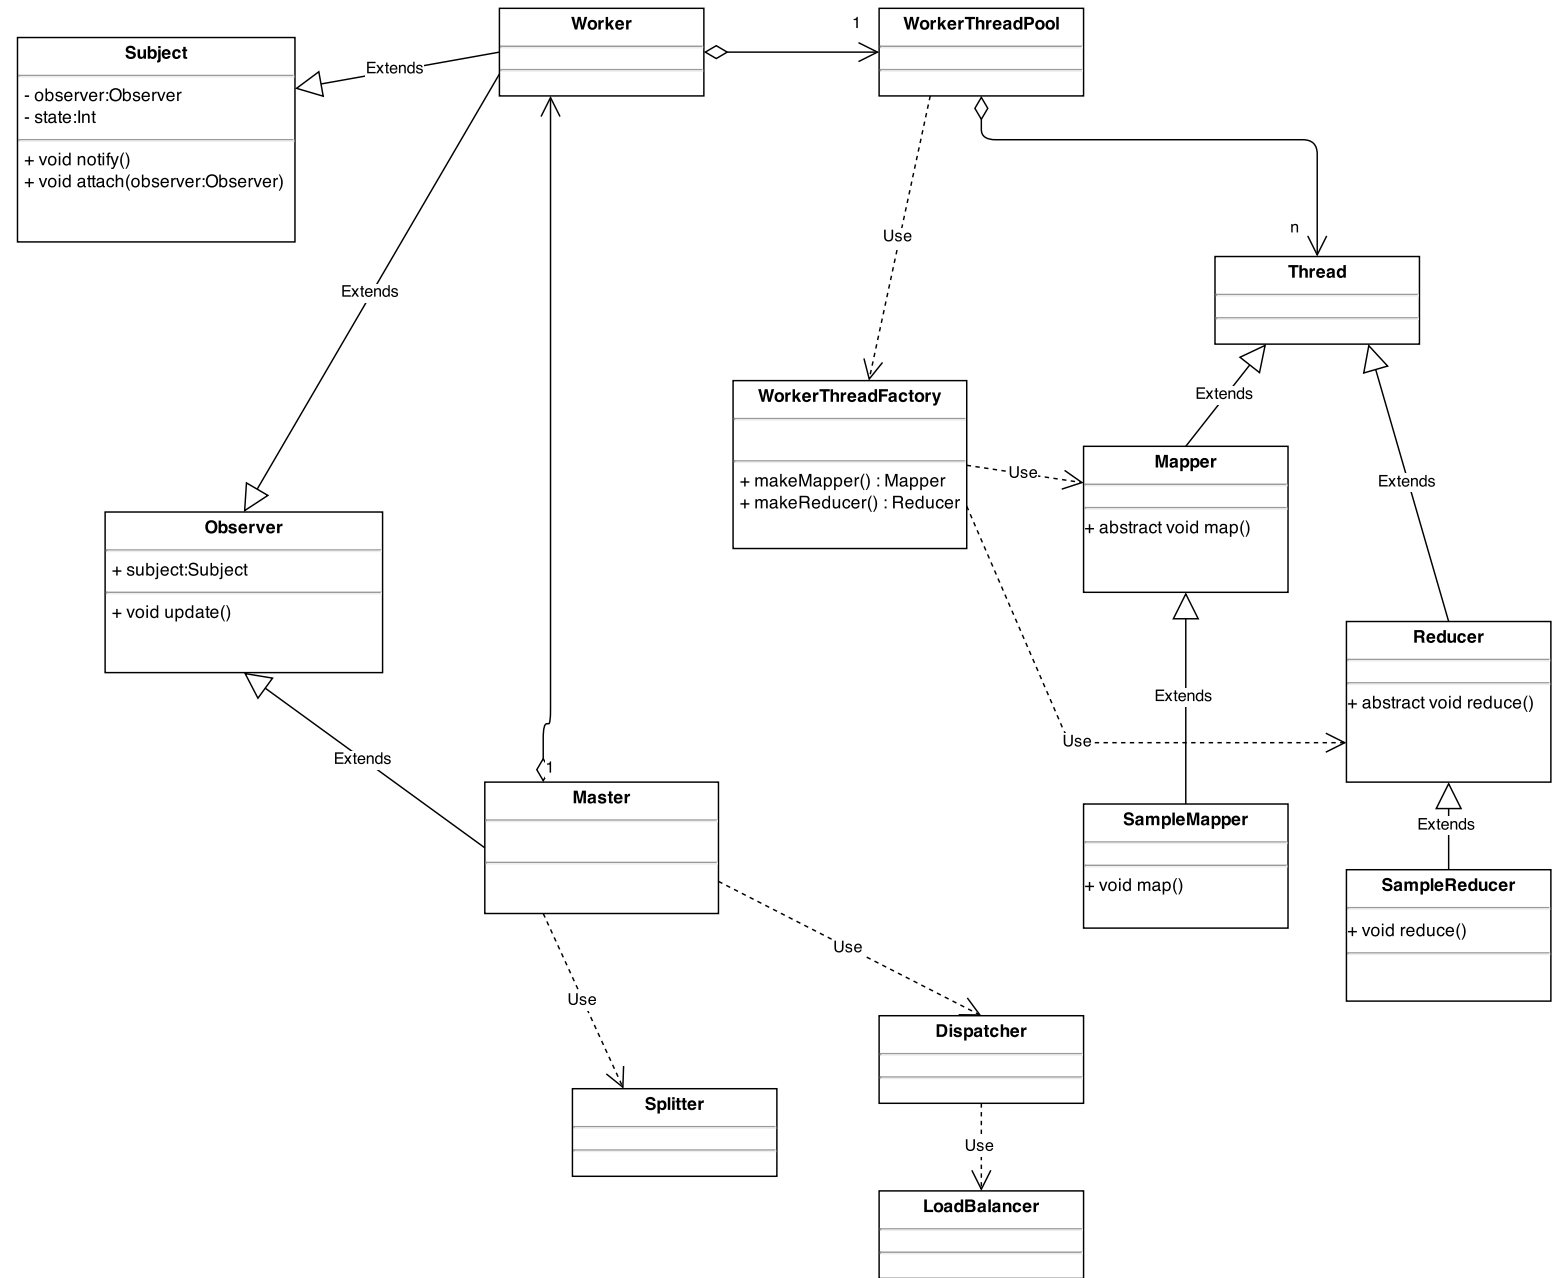 Worker
1
WorkerThreadPool
Subject
Extends
- observer:Observer
- state:Int
+ void notify()
+ void attach(observer:Observer)
Use
n
Thread
Extends
WorkerThreadFactory
Extends
Mapper
Use
+ makeMapper() : Mapper
+ makeReducer() : Reducer
Extends
Observer
+ abstract void map()
+ subject:Subject
+ void update()
Reducer
Extends
+ abstract void reduce()
Use
Extends
1
Master
SampleMapper
Extends
+ void map()
SampleReducer
+ void reduce()
Use
Use
Dispatcher
Splitter
Use
LoadBalancer